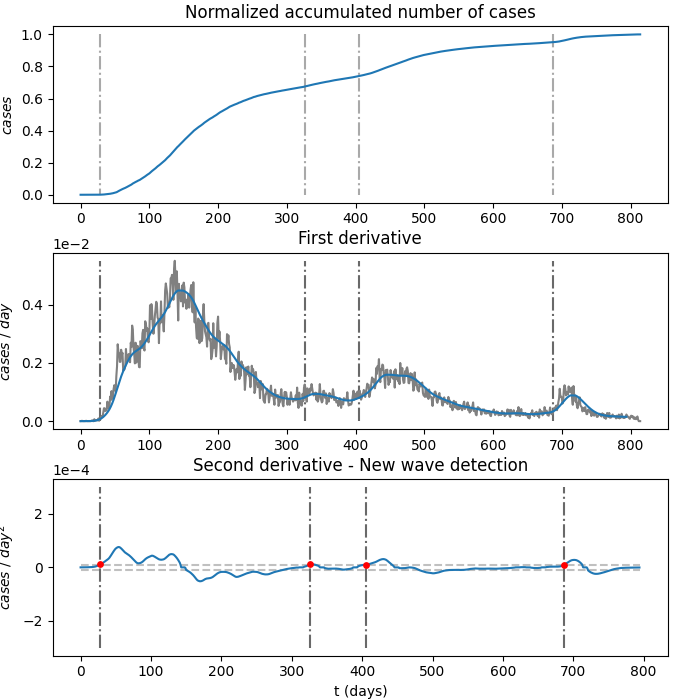 Normalized accumulated number of cases
cases
1.0
0.8
0.6
0.4
0.2
0.0
0 100 200 300 400 500 600 700 800
First derivative
1e−2
cases / day
0.4
0.2
0.0
0 100 200 300 400 500 600 700 800
Second derivative - New wave detection
1e−4
cases / day²
2
0
−2
0 100 200 300 400 500 600 700 800
t (days)